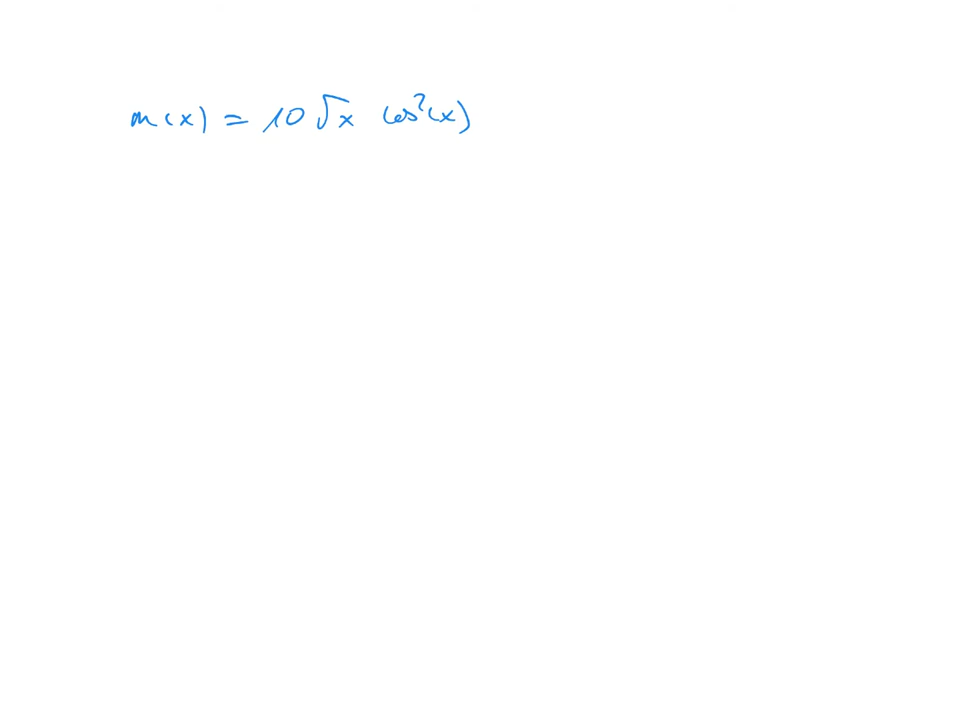 m(x) = 10 √x cos²(x)